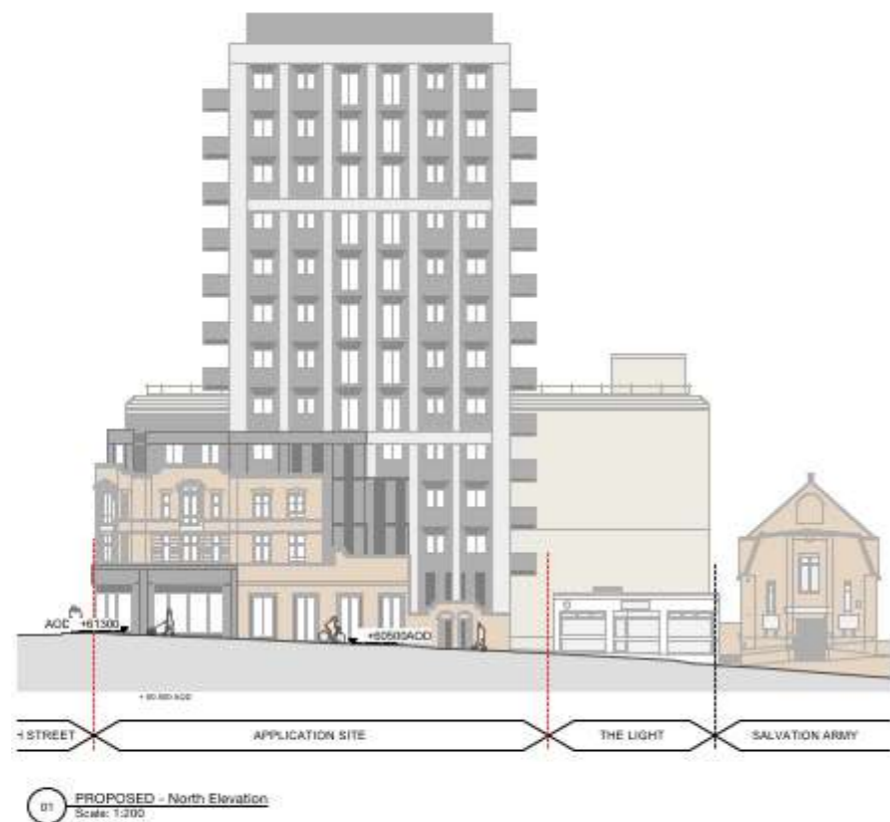 AOD +61300
+60500AOD
H STREET
APPLICATION SITE
THE LIGHT
SALVATION ARMY
01
PROPOSED - North Elevation
Scale: 1:200